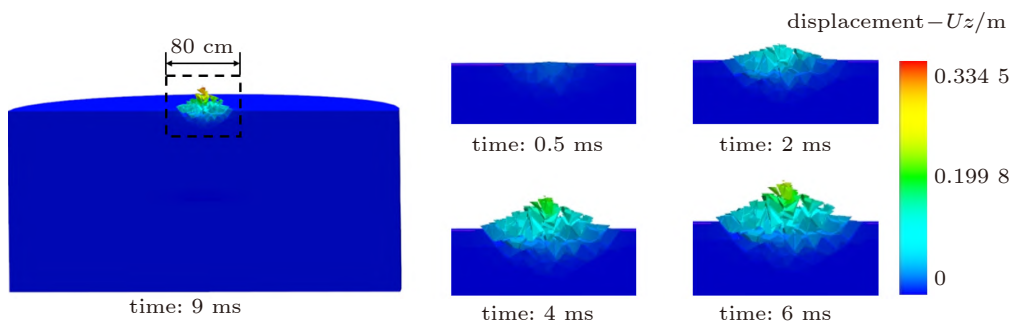 displacement−Uz/m
80 cm
0.334 5
time: 0.5 ms
time: 2 ms
0.199 8
0
time: 9 ms
time: 4 ms
time: 6 ms